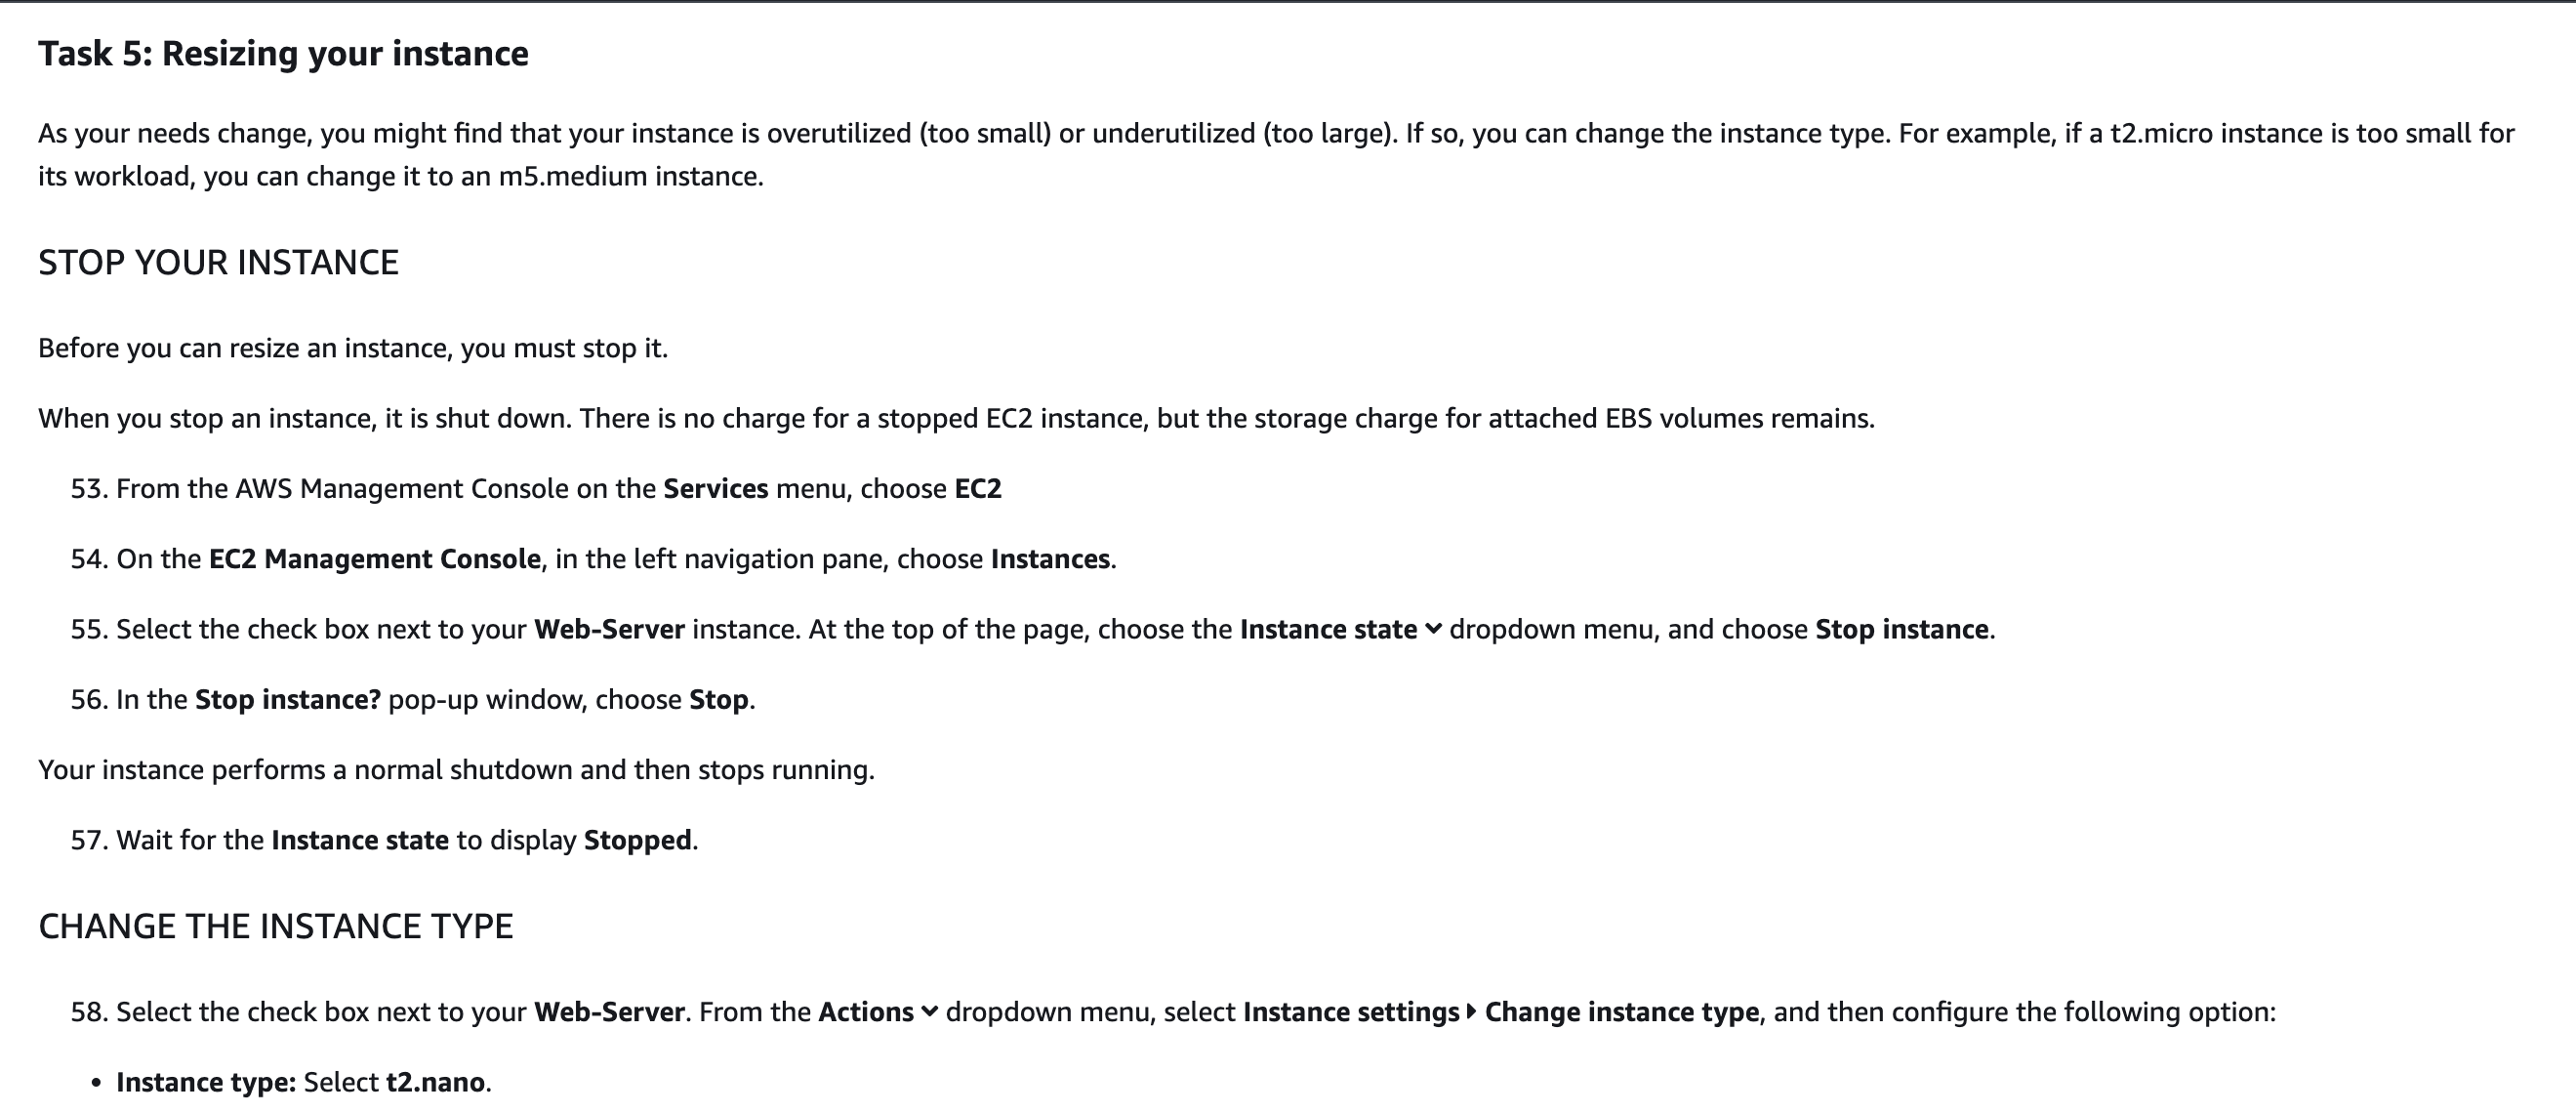 Task 5: Resizing your instance
As your needs change, you might find that your instance is overutilized (too small) or underutilized (too large). If so, you can change the instance type. For example, if a t2.micro instance is too small for
its workload, you can change it to an m5.medium instance.
STOP YOUR INSTANCE
Before you can resize an instance, you must stop it.
When you stop an instance, it is shut down. There is no charge for a stopped EC2 instance, but the storage charge for attached EBS volumes remains.
53. From the AWS Management Console on the Services menu, choose EC2
54. On the EC2 Management Console, in the left navigation pane, choose Instances.
55. Select the check box next to your Web-Server instance. At the top of the page, choose the Instance state dropdown menu, and choose Stop instance.
56. In the Stop instance? pop-up window, choose Stop.
Your instance performs a normal shutdown and then stops running.
57. Wait for the Instance state to display Stopped.
CHANGE THE INSTANCE TYPE
58. Select the check box next to your Web-Server. From the Actions dropdown menu, select Instance settings Change instance type, and then configure the following option:
• Instance type: Select t2.nano.